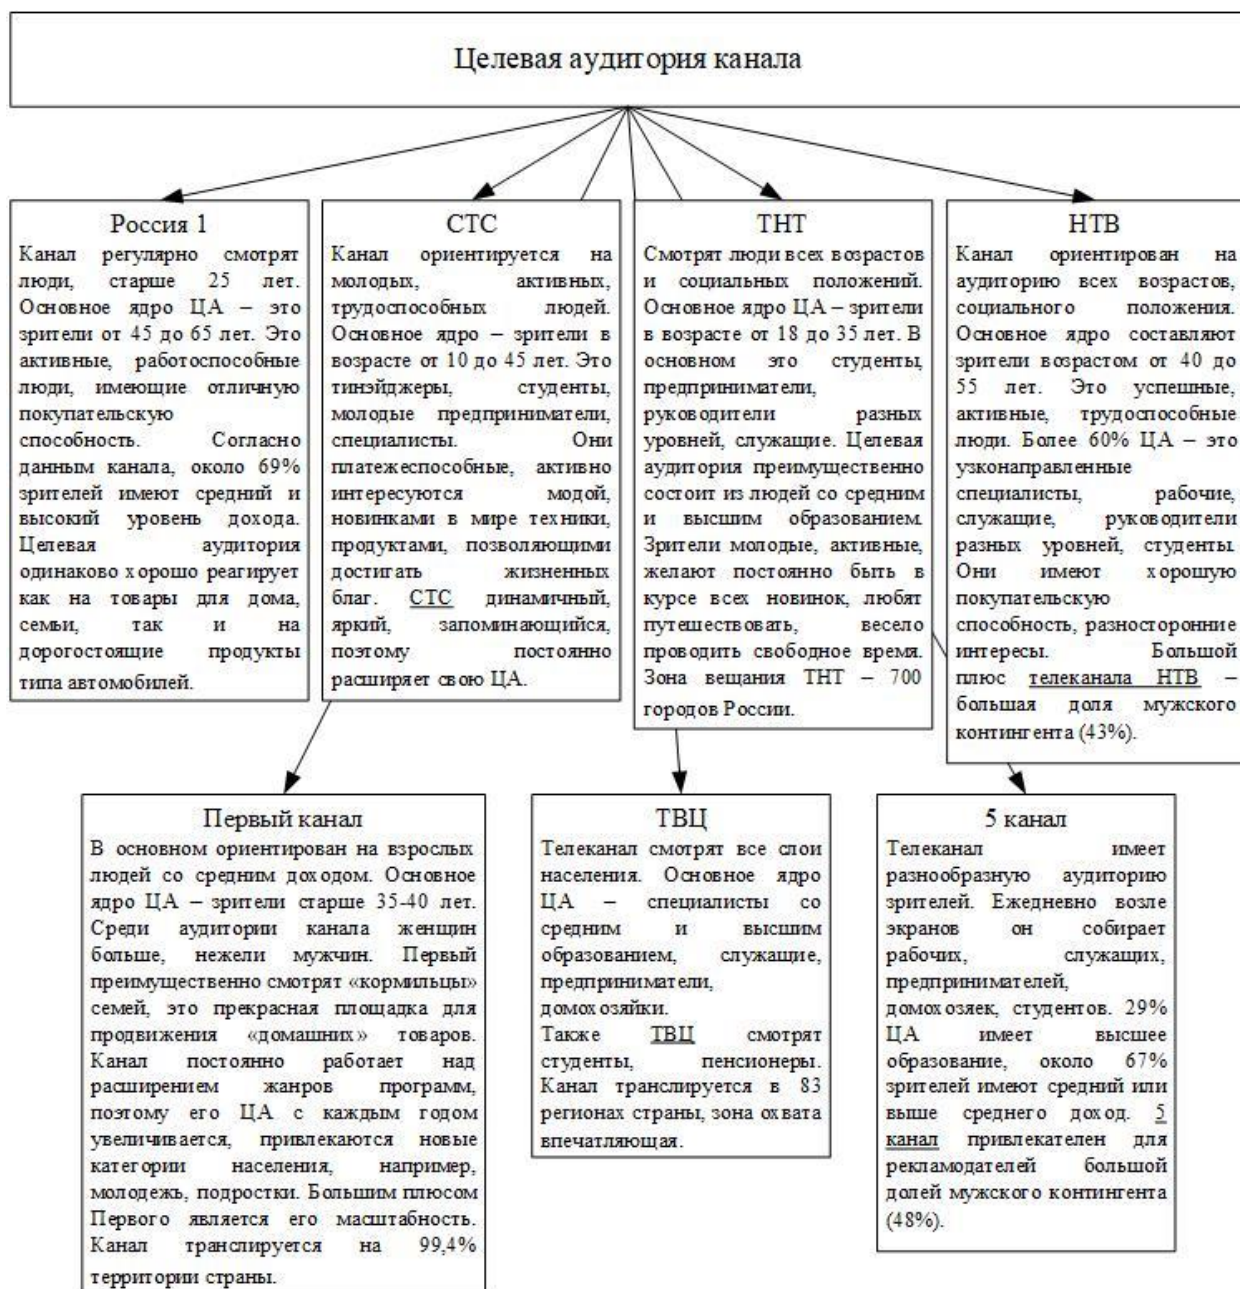 Целевая аудитория канала
Россия 1
Канал регулярно смотрят
люди, старше 25 лет.
Основное ядро ЦА – это
зрители от 45 до 65 лет. Это
активные, работоспособные
люди, имеющие отличную
покупательскую
способность. Согласно
данным канала, около 69%
зрителей имеют средний и
высокий уровень дохода.
Целевая аудитория
одинаково хорошо реагирует
как на товары для дома,
семьи, так и на
дорогостоящие продукты
типа автомобилей.
СТС
Канал ориентируется на
молодых, активных,
трудоспособных людей.
Основное ядро – зрители в
возрасте от 10 до 45 лет. Это
тинэйджеры, студенты,
молодые предприниматели,
специалисты. Они
платежеспособные, активно
интересуются модой,
новинками в мире техники,
продуктами, позволяющими
достигать жизненных
благ. СТС динамичный,
яркий, запоминающийся,
поэтому постоянно
расширяет свою ЦА.
ТНТ
Смотрят люди всех возрастов
и социальных положений.
Основное ядро ЦА – зрители
в возрасте от 18 до 35 лет. В
основном это студенты,
предприниматели,
руководители разных
уровней, служащие. Целевая
аудитория преимущественно
состоит из людей со средним
и высшим образованием.
Зрители молодые, активные,
желают постоянно быть в
курсе всех новинок, любят
путешествовать, весело
проводить свободное время.
Зона вещания ТНТ – 700
городов России.
НТВ
Канал ориентирован на
аудиторию всех возрастов,
социального положения.
Основное ядро составляют
зрители возрастом от 40 до
55 лет. Это успешные,
активные, трудоспособные
люди. Более 60% ЦА – это
узконаправленные
специалисты, рабочие,
служащие, руководители
разных уровней, студенты.
Они имеют хорошую
покупательскую
способность, разносторонние
интересы. Большой
плюс телеканала НТВ –
большая доля мужского
контингента (43%).
Первый канал
В основном ориентирован на взрослых
людей со средним доходом. Основное
ядро ЦА – зрители старше 35-40 лет.
Среди аудитории канала женщин
больше, нежели мужчин. Первый
преимущественно смотрят «кормильцы»
семей, это прекрасная площадка для
продвижения «домашних» товаров.
Канал постоянно работает над
расширением жанров программ,
поэтому его ЦА с каждым годом
увеличивается, привлекаются новые
категории населения, например,
молодежь, подростки. Большим плюсом
Первого является его масштабность.
Канал транслируется на 99,4%
территории страны.
ТВЦ
Телеканал смотрят все слои
населения. Основное ядро
ЦА – специалисты со
средним и высшим
образованием, служащие,
предприниматели,
домохозяйки.
Также ТВЦ смотрят
студенты, пенсионеры.
Канал транслируется в 83
регионах страны, зона охвата
впечатляющая.
5 канал
Телеканал имеет
разнообразную аудиторию
зрителей. Ежедневно возле
экранов он собирает
рабочих, служащих,
предпринимателей,
домохозяек, студентов. 29%
ЦА имеет высшее
образование, около 67%
зрителей имеют средний или
выше среднего доход. 5
канал привлекателен для
рекламодателей большой
долей мужского контингента
(48%).